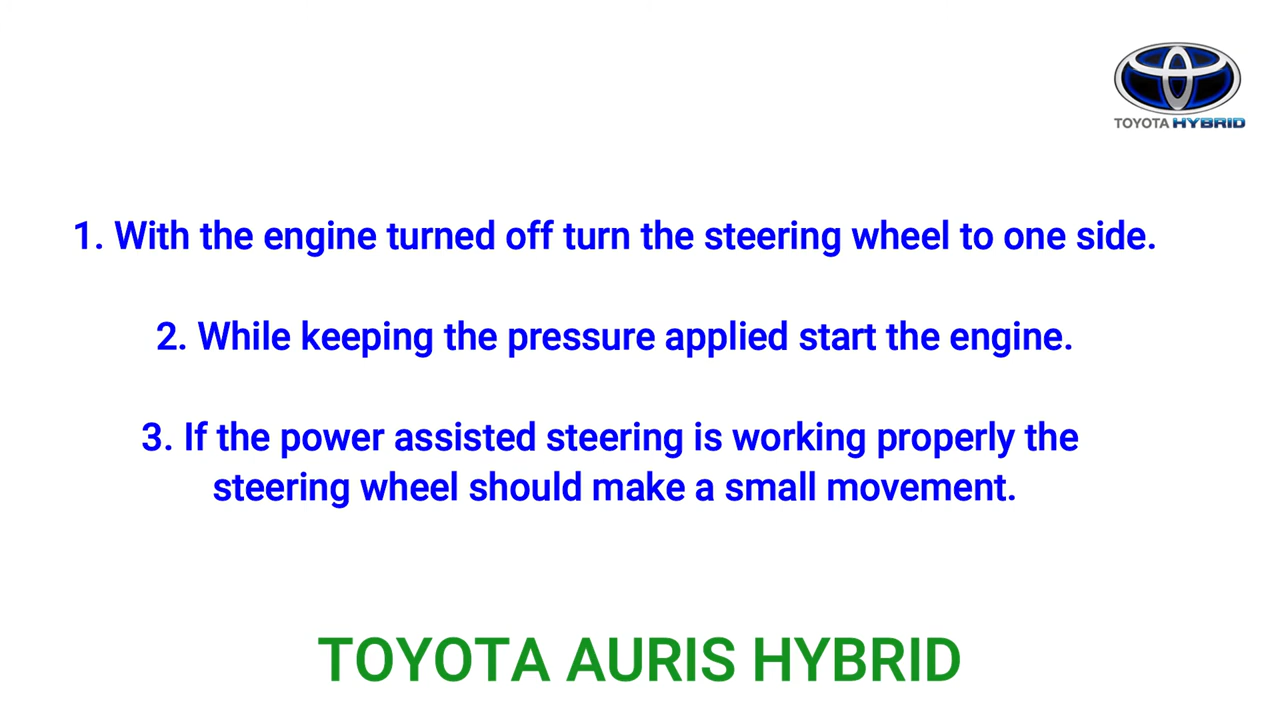 TOYOTA HYBRID
1. With the engine turned off turn the steering wheel to one side.
2. While keeping the pressure applied start the engine.
3. If the power assisted steering is working properly the
steering wheel should make a small movement.
TOYOTA AURIS HYBRID